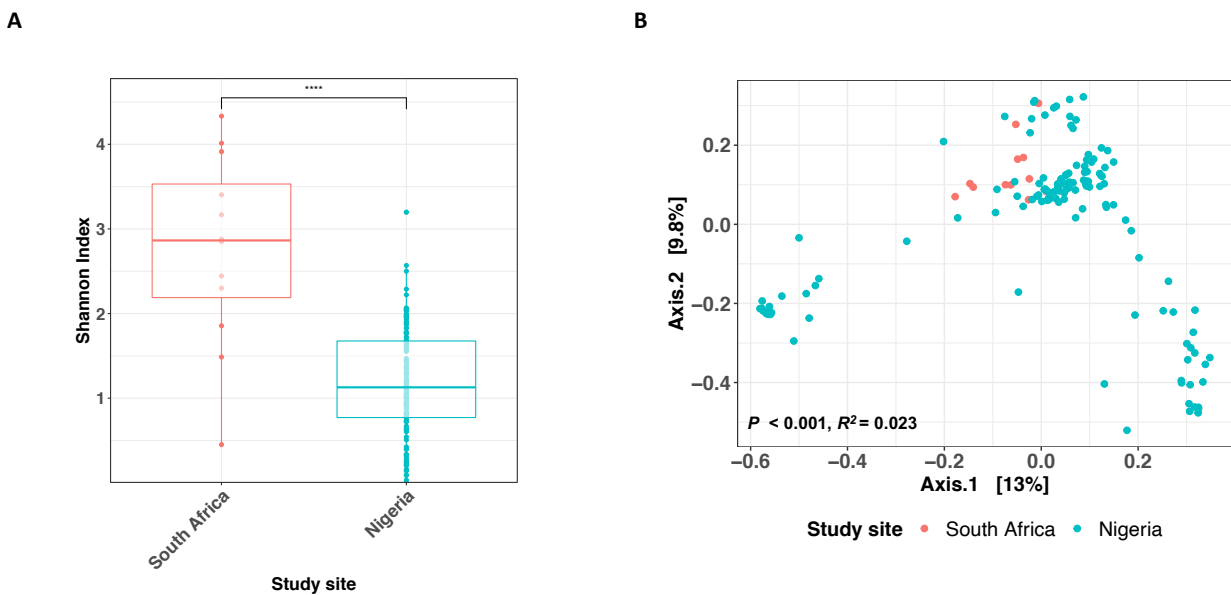 A
B
****
4
3
2
1
Shannon Index
South Africa
Nigeria
Study site
0.2
0.0
−0.2
−0.4
Axis.2 [9.8%]
P < 0.001, R² = 0.023
−0.6
−0.4
−0.2
0.0
0.2
Axis.1 [13%]
Study site South Africa Nigeria